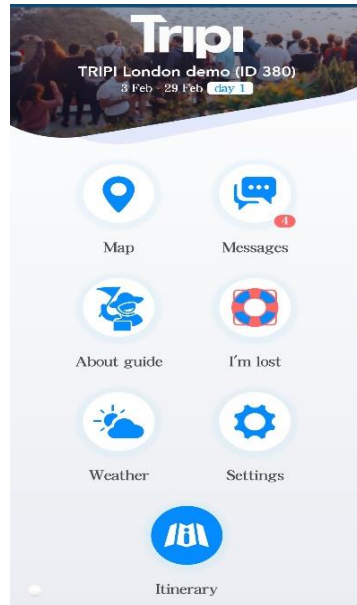 Tripi
TRIPI London demo (ID 380)
3 Feb - 29 Feb day 1
Map
Messages
4
About guide
I'm lost
Weather
Settings
Itinerary